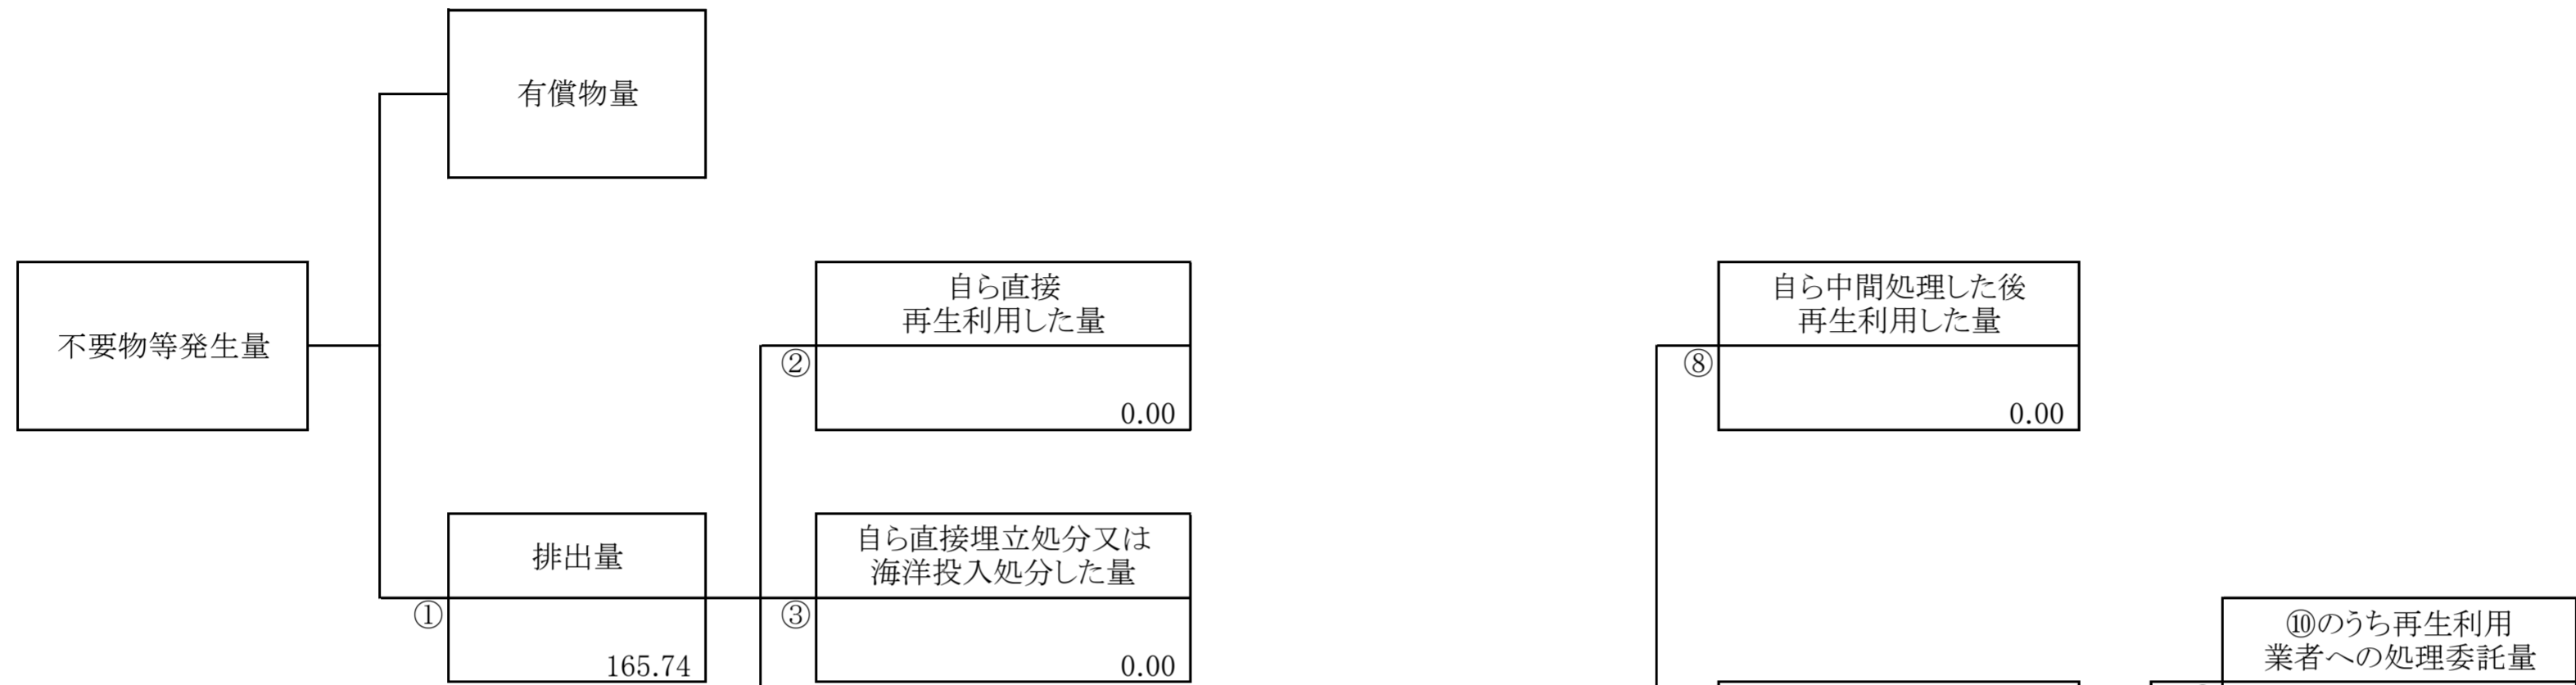 有償物量
不要物等発生量
自ら直接
再生利用した量
②
0.00
自ら中間処理した後
再生利用した量
⑧
0.00
排出量
①
165.74
自ら直接埋立処分又は
海洋投入処分した量
③
0.00
⑩のうち再生利用
業者への処理委託量